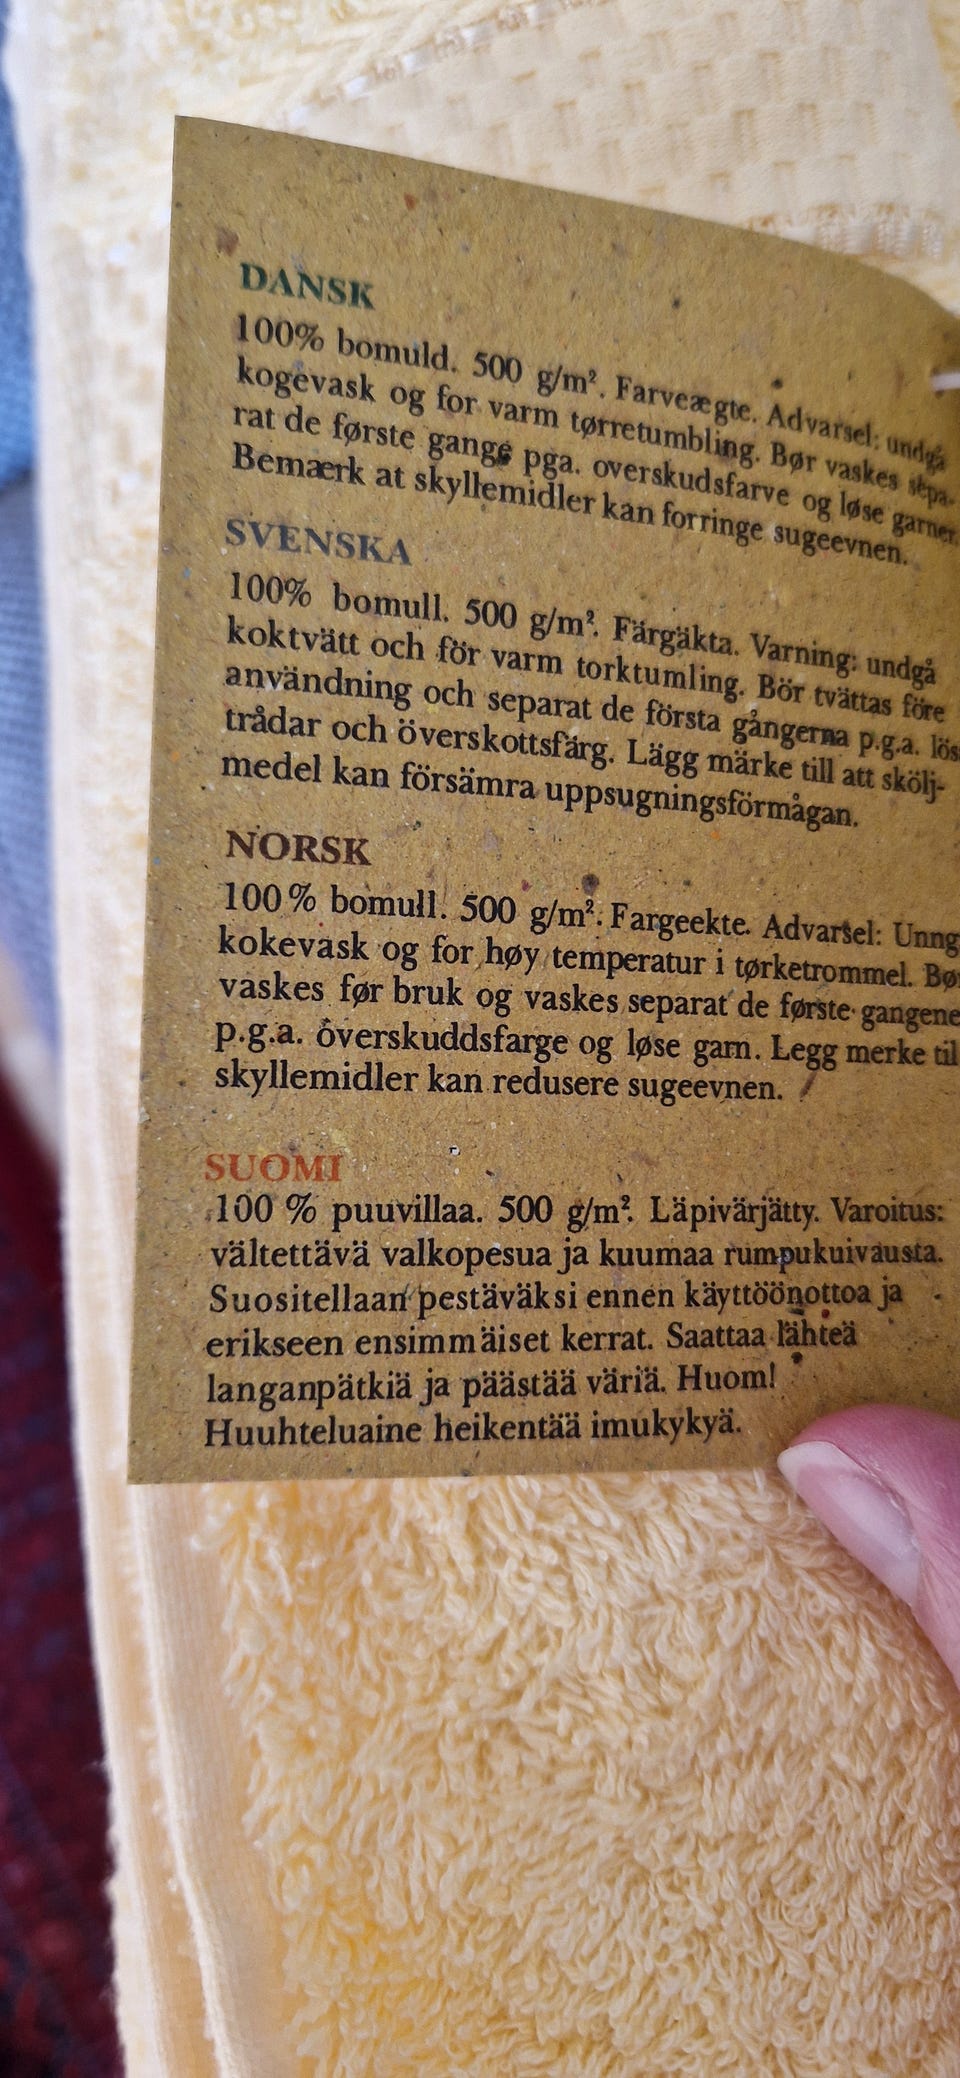 DANSK
100% bomuld. 500 g/m². Farveægte. Advarsel: undgå
kogevask og for varm tørretumbling. Bør vaskes sepa-
rat de første gange pga. overskudsfarve og løse garner.
Bemærk at skyllemidler kan forringe sugeevnen.
SVENSKA
100% bomull. 500 g/m². Färgäkta. Varning: undgå
koktvätt och för varm torktumling. Bör tvättas före
användning och separat de första gångerna p.g.a. lös
trådar och överskottsfärg. Lägg märke till att skölj-
medel kan försämra uppsugningsförmågan.
NORSK
100 % bomull. 500 g/m². Fargeekte. Advarsel: Unng
kokevask og for høy temperatur i tørketrommel. Bø
vaskes før bruk og vaskes separat de første gangene
p.g.a. overskuddsfarge og løse garn. Legg merke til
skyllemidler kan redusere sugeevnen.
SUOMI
100 % puuvillaa. 500 g/m². Läpivärjätty. Varoitus:
vältettävä valkopesua ja kuumaa rumpukuivausta.
Suositellaan pestäväksi ennen käyttöönottoa ja
erikseen ensimmäiset kerrat. Saattaa lähteä
langanpätkiä ja päästää väriä. Huom!
Huuhteluaine heikentää imukykyä.